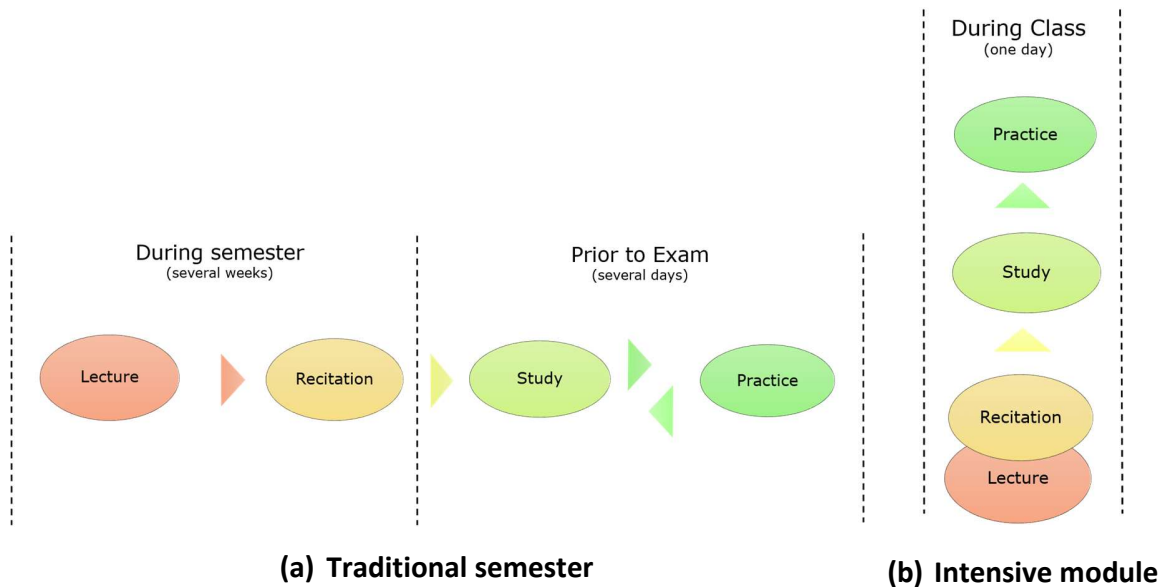 During semester
(several weeks)
Lecture
Recitation
Prior to Exam
(several days)
Study
Practice
(a) Traditional semester
During Class
(one day)
Practice
Study
Recitation
Lecture
(b) Intensive module